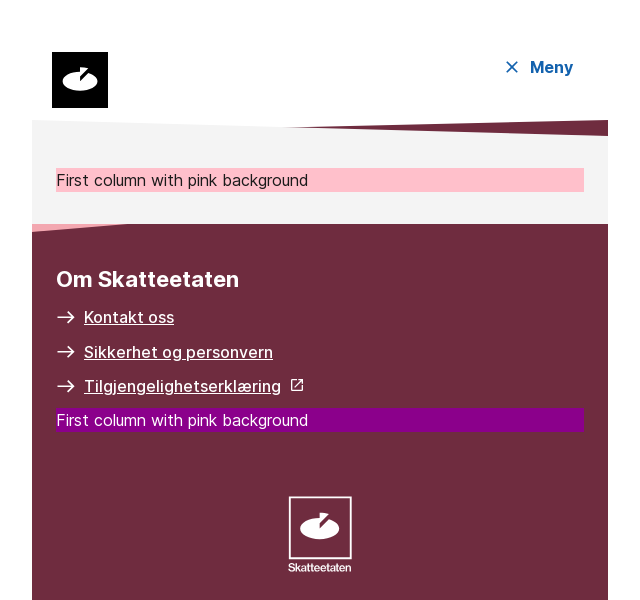 Meny
First column with pink background
Om Skatteetaten
Kontakt oss
Sikkerhet og personvern
Tilgjengelighetserklæring
First column with pink background
Skatteetaten